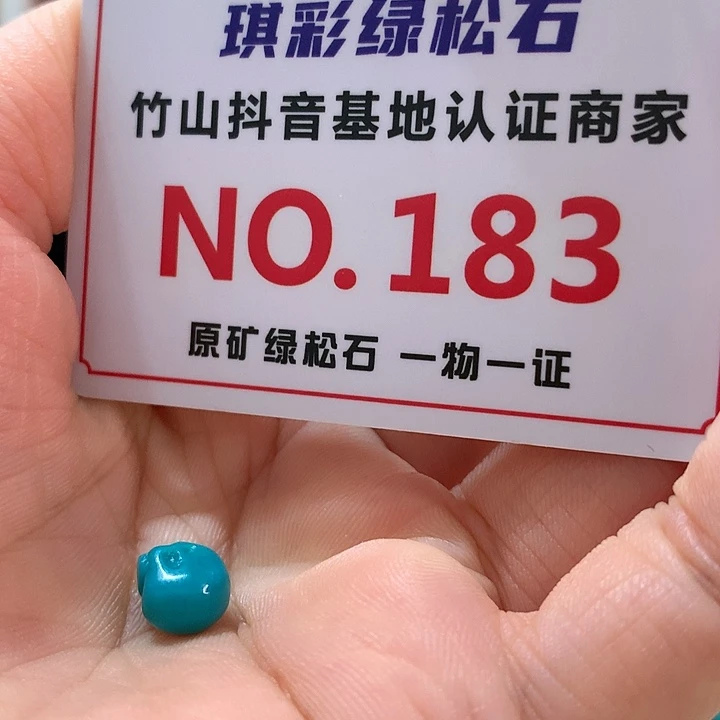 琪彩绿松石
竹山抖音基地认证商家
NO.183
原矿绿松石 一物一证